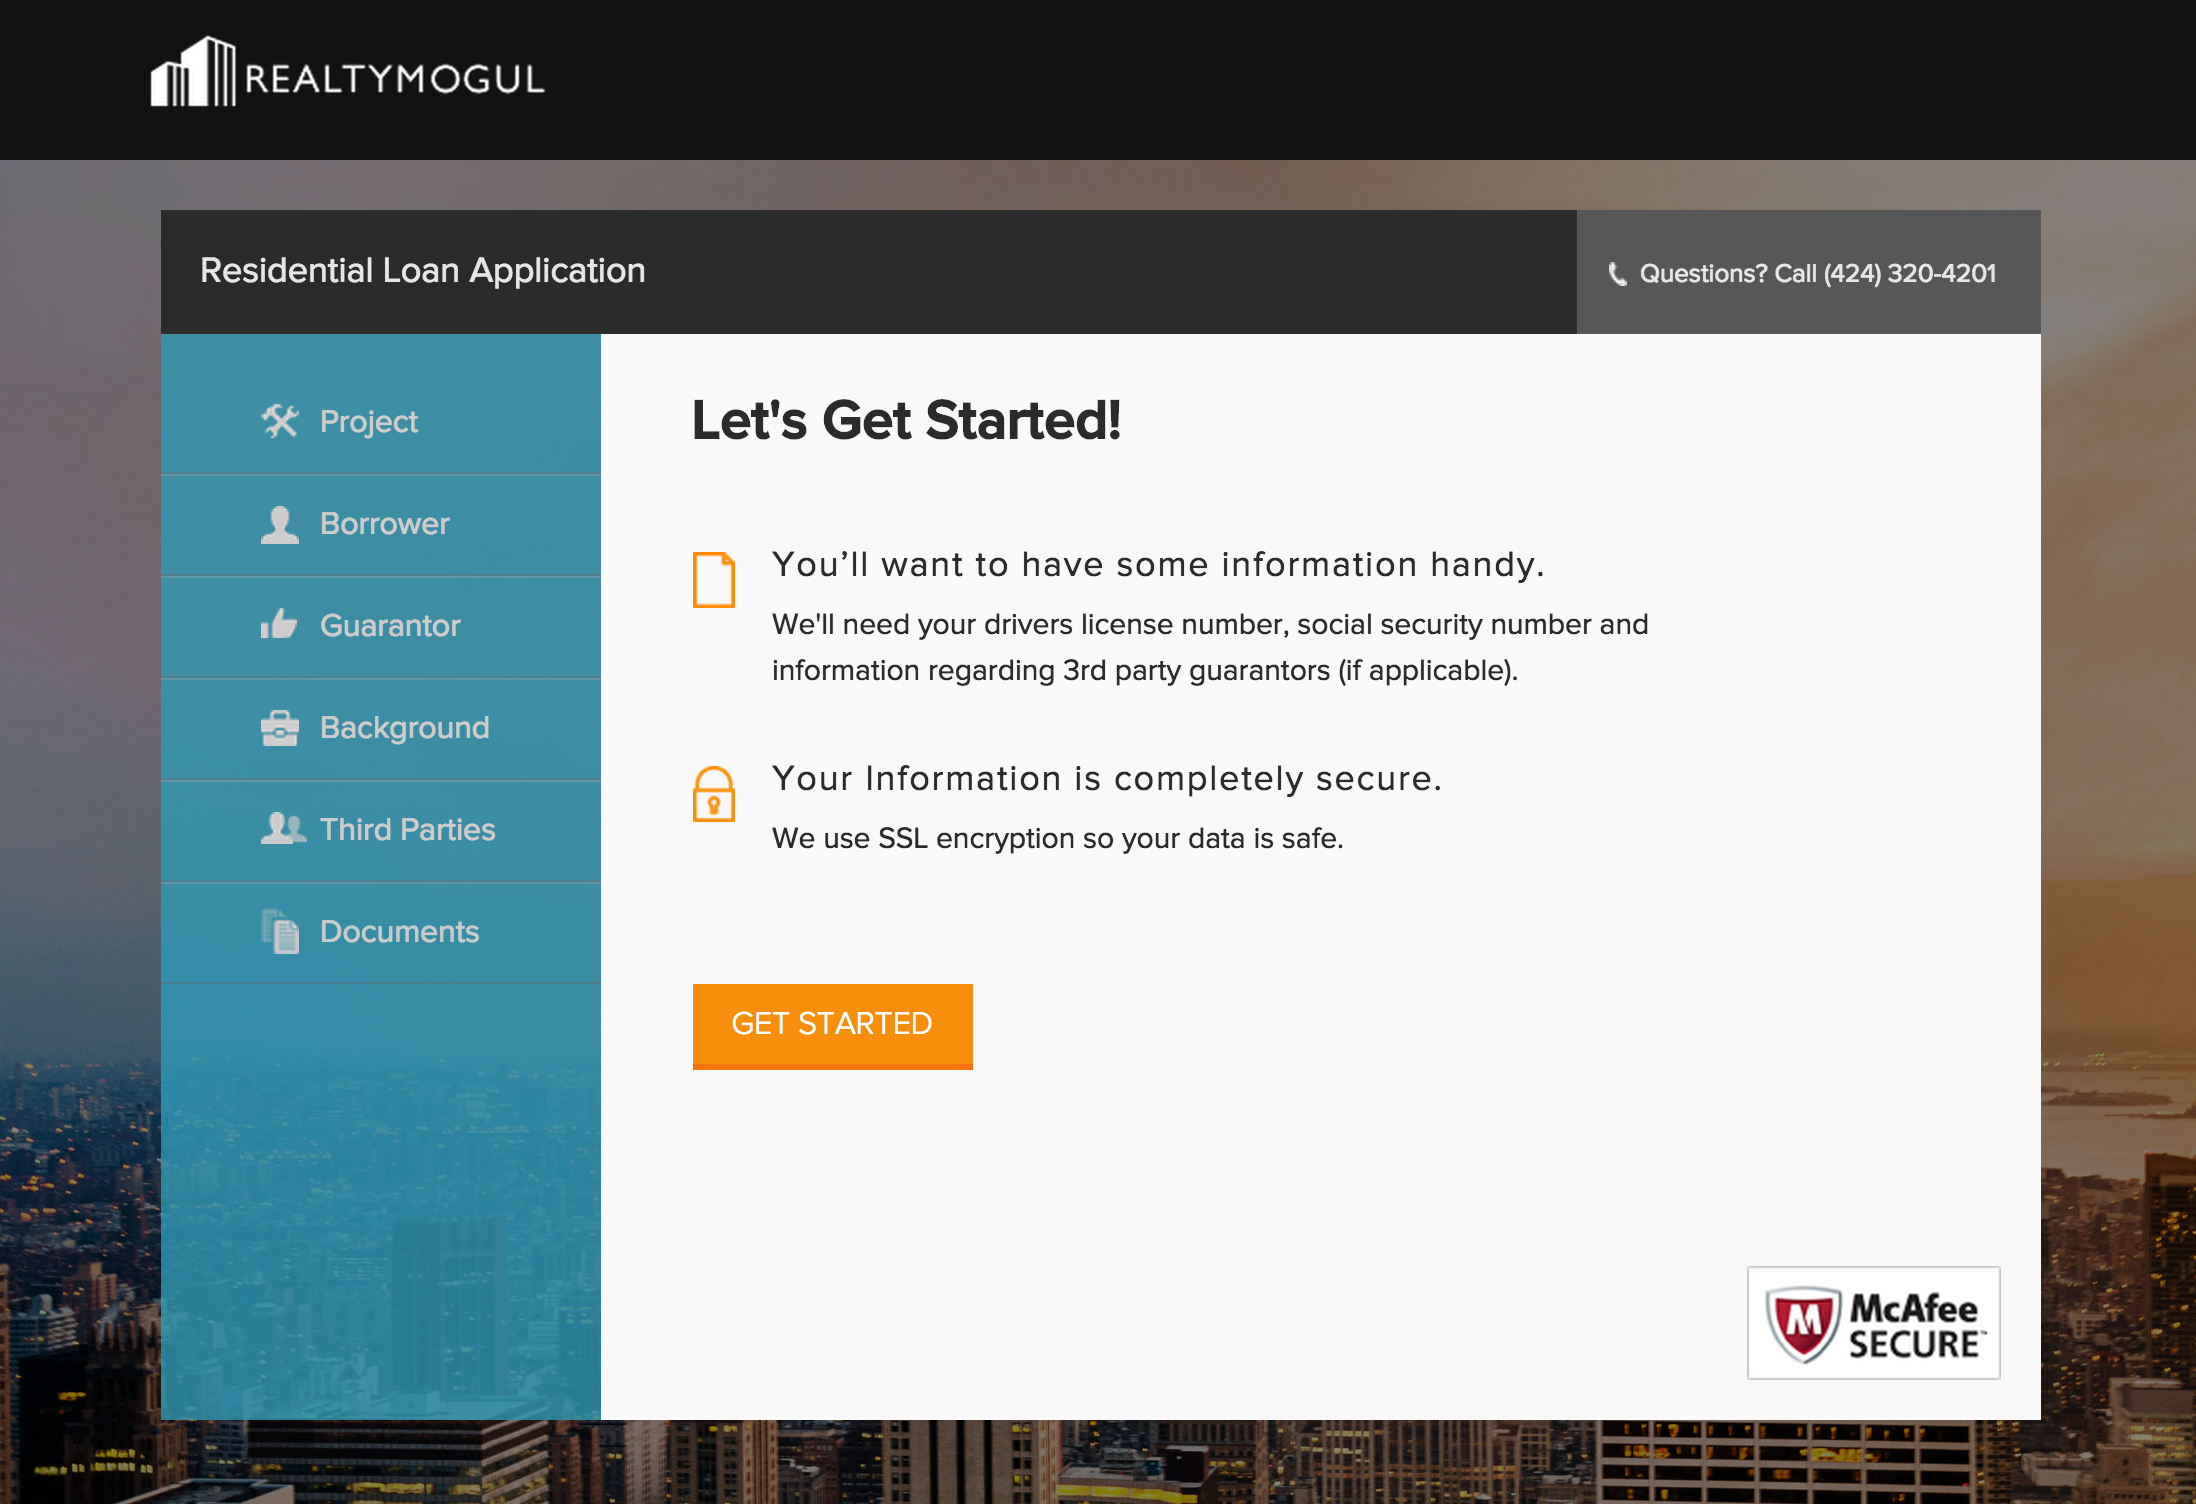 REALTYMOGUL
Residential Loan Application
Questions? Call (424) 320-4201
Project
Borrower
Guarantor
Background
Third Parties
Documents
Let's Get Started!
You’ll want to have some information handy.
We'll need your drivers license number, social security number and
information regarding 3rd party guarantors (if applicable).
Your Information is completely secure.
We use SSL encryption so your data is safe.
GET STARTED
McAfee
SECURE™